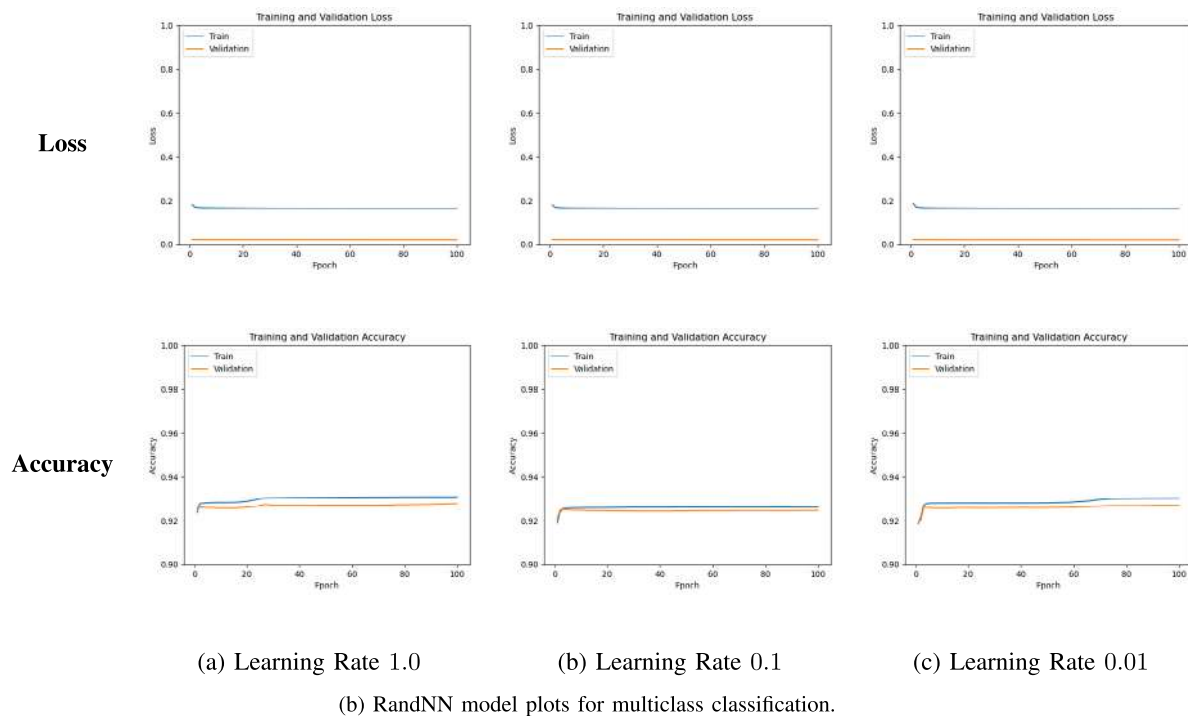 Training and Validation Loss
1.0
0.8
0.6
0.4
0.2
0.0
Loss
Train
Validation
0 20 40 60 80 100
Epoch
Training and Validation Loss
1.0
0.8
0.6
0.4
0.2
0.0
Loss
Train
Validation
0 20 40 60 80 100
Epoch
Training and Validation Loss
1.0
0.8
0.6
0.4
0.2
0.0
Loss
Train
Validation
0 20 40 60 80 100
Epoch
Loss
Training and Validation Accuracy
1.00
0.98
0.96
0.94
0.92
0.90
Accuracy
Train
Validation
0 20 40 60 80 100
Epoch
Training and Validation Accuracy
1.00
0.98
0.96
0.94
0.92
0.90
Accuracy
Train
Validation
0 20 40 60 80 100
Epoch
Training and Validation Accuracy
1.00
0.98
0.96
0.94
0.92
0.90
Accuracy
Train
Validation
0 20 40 60 80 100
Epoch
Accuracy
(a) Learning Rate 1.0
(b) Learning Rate 0.1
(c) Learning Rate 0.01
(b) RandNN model plots for multiclass classification.